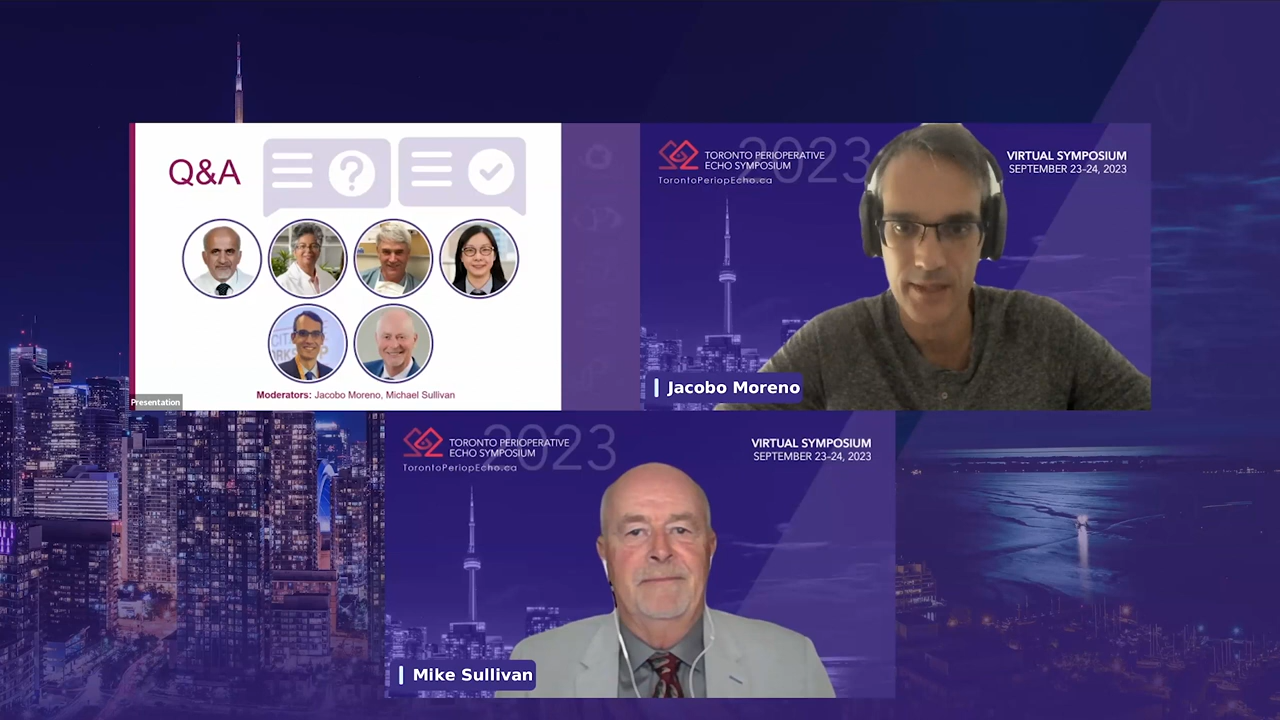 Q&A
Moderators: Jacobo Moreno, Michael Sullivan
Presentation
2023
TORONTO PERIOPERATIVE
ECHO SYMPOSIUM
TorontoPeriopEcho.ca
VIRTUAL SYMPOSIUM
SEPTEMBER 23-24, 2023
Jacobo Moreno
2023
TORONTO PERIOPERATIVE
ECHO SYMPOSIUM
TorontoPeriopEcho.ca
VIRTUAL SYMPOSIUM
SEPTEMBER 23-24, 2023
Mike Sullivan